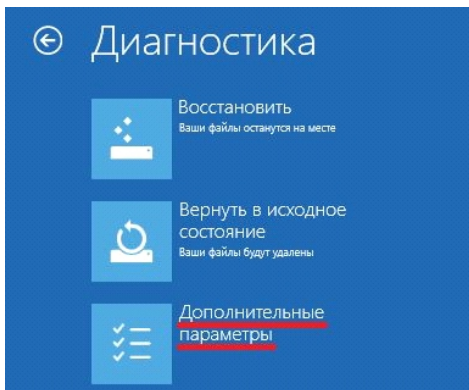 Диагностика
Восстановить
Ваши файлы останутся на месте
Вернуть в исходное
состояние
Ваши файлы будут удалены
Дополнительные
параметры